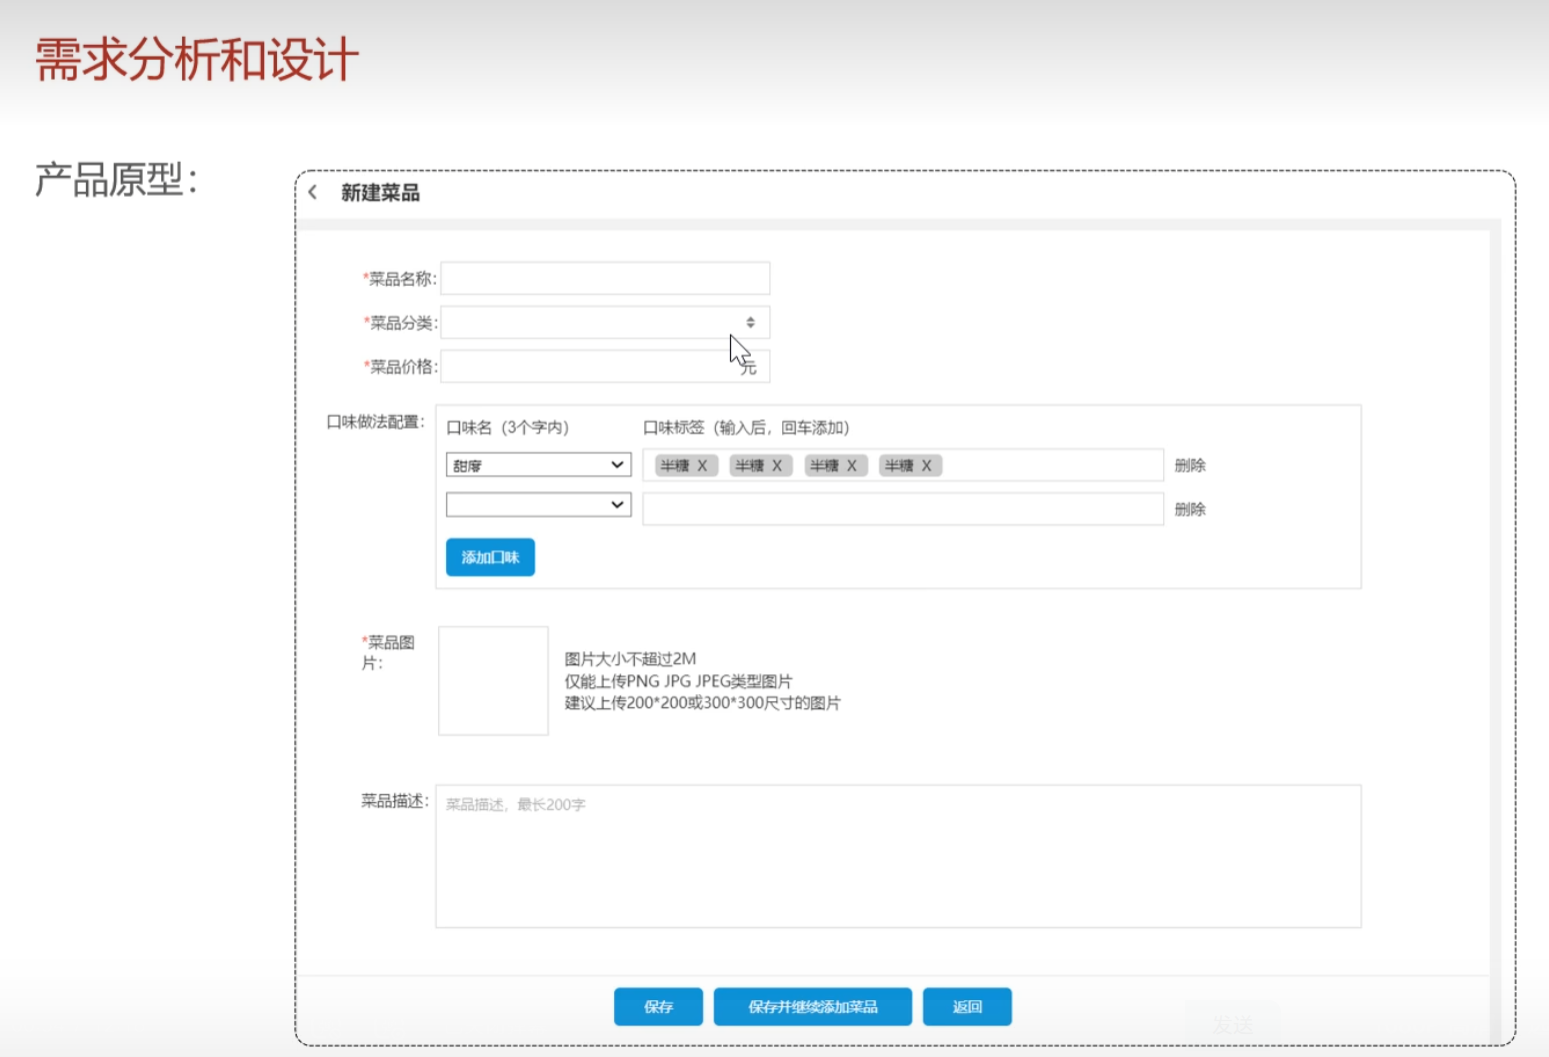 需求分析和设计
产品原型：
新建菜品
*菜品名称:
*菜品分类:
*菜品价格: 元
口味做法配置:
口味名（3个字内） 口味标签（输入后，回车添加）
甜度 半糖 X 半糖 X 半糖 X 半糖 X 删除
删除
添加口味
*菜品图
片:
图片大小不超过2M
仅能上传PNG JPG JPEG类型图片
建议上传200*200或300*300尺寸的图片
菜品描述: 菜品描述，最长200字
保存 保存并继续添加菜品 返回
发送